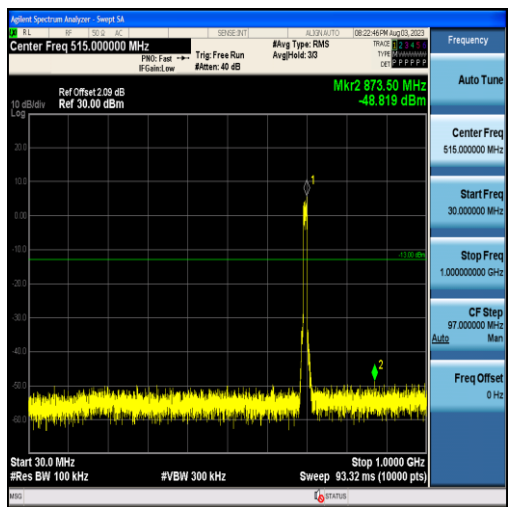 Agilent Spectrum Analyzer - Swept SA
RL RF 50 Ω AC SENSE:INT ALIGN AUTO 08:22:46 PM Aug 03, 2023
Center Freq 515.000000 MHz
PNO: Fast
IFGain:Low
Trig: Free Run
#Atten: 40 dB
#Avg Type: RMS
Avg|Hold: 3/3
TRACE 1 2 3 4 5 6
TYPE
DET P P P P P P
Frequency
Mkr2 873.50 MHz
-48.819 dBm
Ref Offset 2.09 dB
10 dB/div Ref 30.00 dBm
Log
20.0
10.0
0.00
-10.0
-20.0
-30.0
-40.0
-50.0
-60.0
1
-13.00 dBm
2
Start 30.0 MHz Stop 1.0000 GHz
#Res BW 100 kHz #VBW 300 kHz Sweep 93.32 ms (10000 pts)
MSG STATUS
Auto Tune
Center Freq
515.000000 MHz
Start Freq
30.000000 MHz
Stop Freq
1.000000000 GHz
CF Step
97.000000 MHz
Auto Man
Freq Offset
0 Hz